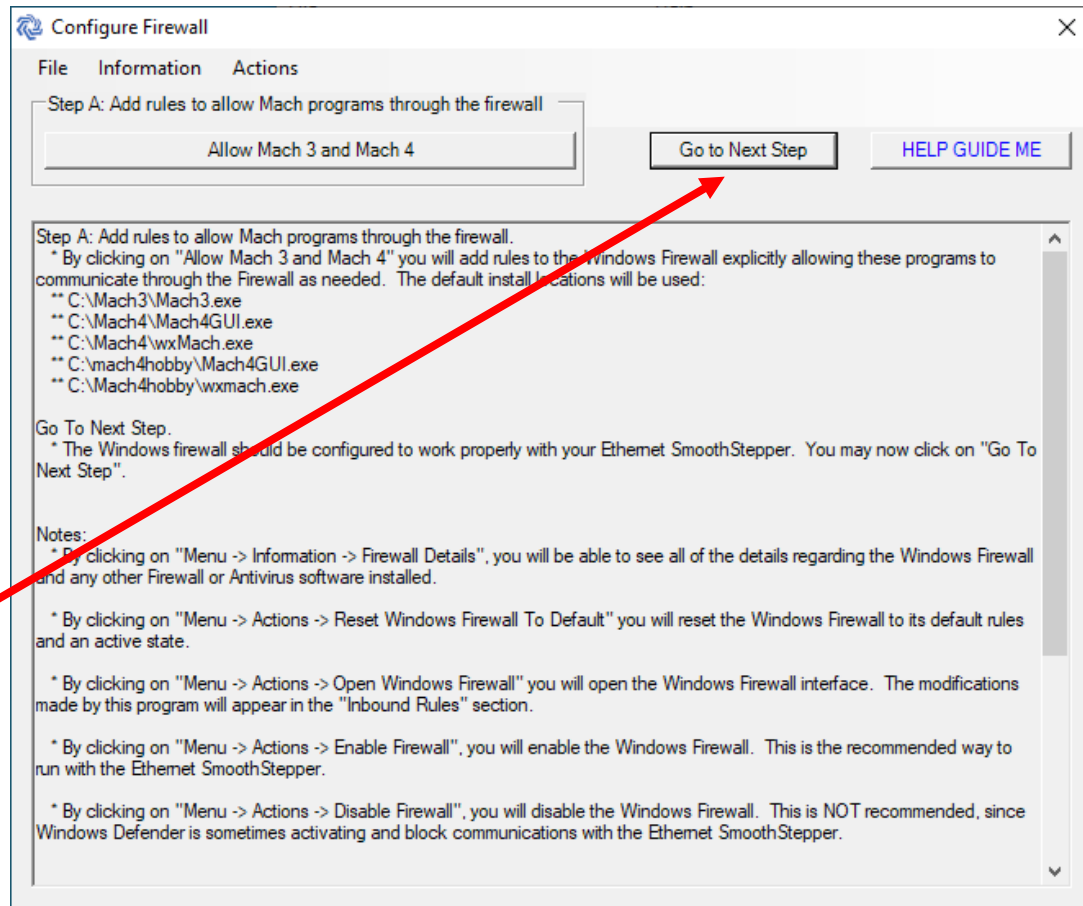 Configure Firewall
File Information Actions
Step A: Add rules to allow Mach programs through the firewall
Allow Mach 3 and Mach 4
Go to Next Step
HELP GUIDE ME
Step A: Add rules to allow Mach programs through the firewall.
* By clicking on "Allow Mach 3 and Mach 4" you will add rules to the Windows Firewall explicitly allowing these programs to
communicate through the Firewall as needed. The default install locations will be used:
** C:\Mach3\Mach3.exe
** C:\Mach4\Mach4GUI.exe
** C:\Mach4\wxMach.exe
** C:\mach4hobby\Mach4GUI.exe
** C:\Mach4hobby\wxmach.exe
Go To Next Step.
* The Windows firewall should be configured to work properly with your Ethernet SmoothStepper. You may now click on "Go To
Next Step".
Notes:
* By clicking on "Menu -> Information -> Firewall Details", you will be able to see all of the details regarding the Windows Firewall
and any other Firewall or Antivirus software installed.
* By clicking on "Menu -> Actions -> Reset Windows Firewall To Default" you will reset the Windows Firewall to its default rules
and an active state.
* By clicking on "Menu -> Actions -> Open Windows Firewall" you will open the Windows Firewall interface. The modifications
made by this program will appear in the "Inbound Rules" section.
* By clicking on "Menu -> Actions -> Enable Firewall", you will enable the Windows Firewall. This is the recommended way to
run with the Ethernet SmoothStepper.
* By clicking on "Menu -> Actions -> Disable Firewall", you will disable the Windows Firewall. This is NOT recommended, since
Windows Defender is sometimes activating and block communications with the Ethernet SmoothStepper.